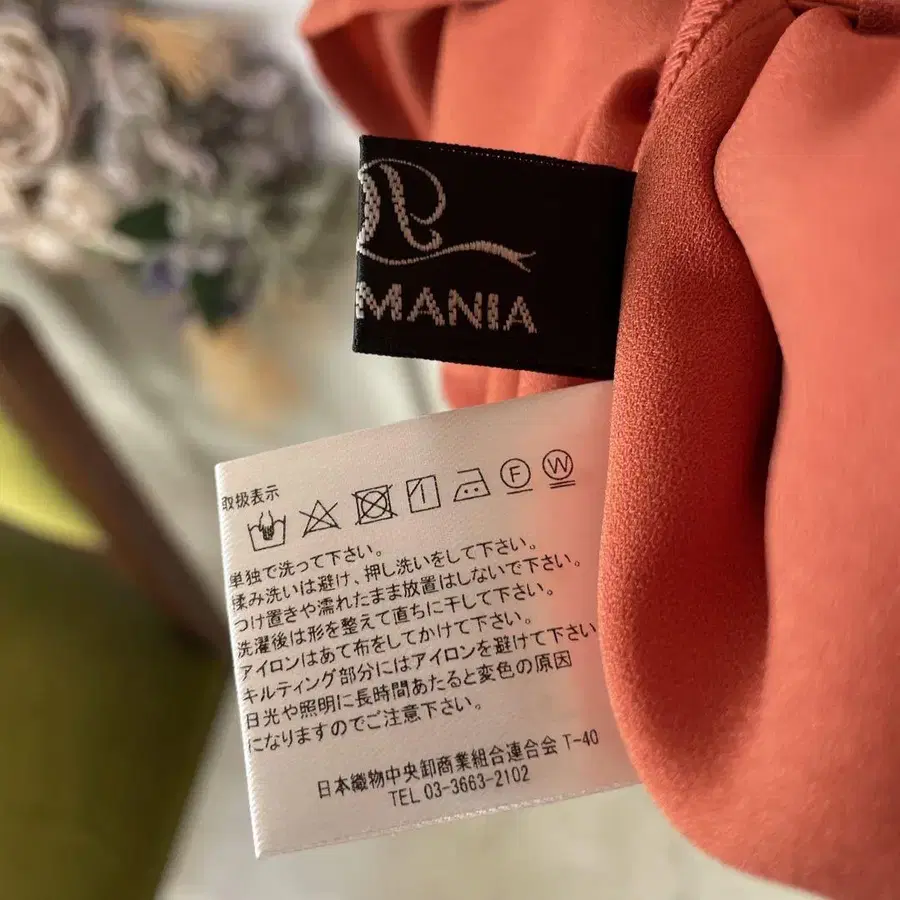 MANIA
取扱表示
F W
単独で洗って下さい。
揉み洗いは避け、押し洗いをして下さい。
つけ置きや濡れたまま放置はしないで下さい。
洗濯後は形を整えて直ちに干して下さい。
アイロンはあて布をしてかけて下さい。
キルティング部分にはアイロンを避けて下さい
日光や照明に長時間あたると変色の原因
になりますのでご注意下さい。
日本織物中央卸商業組合連合会 T-40
TEL 03-3663-2102